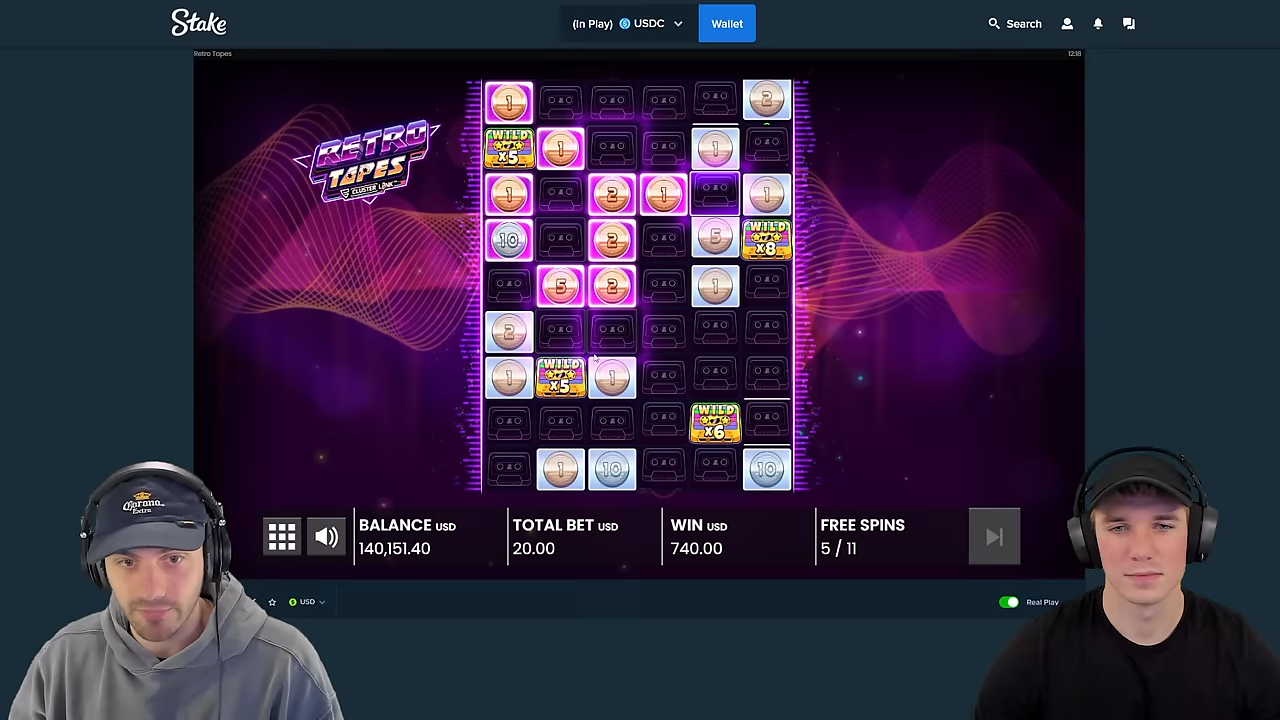 Stake
(In Play) USDC
Wallet
Search
Retro Tapes
12:18
RETRO
TAPES
CLUSTER LINK
1 2
WILD x5 1 1
1 2 1 1
10 2 5 WILD x8
5 2 1
2
1 WILD x5 1
WILD x6
1 10 10
Corona
Extra
BALANCE USD
140,151.40
TOTAL BET USD
20.00
WIN USD
740.00
FREE SPINS
5 / 11
USD
Real Play